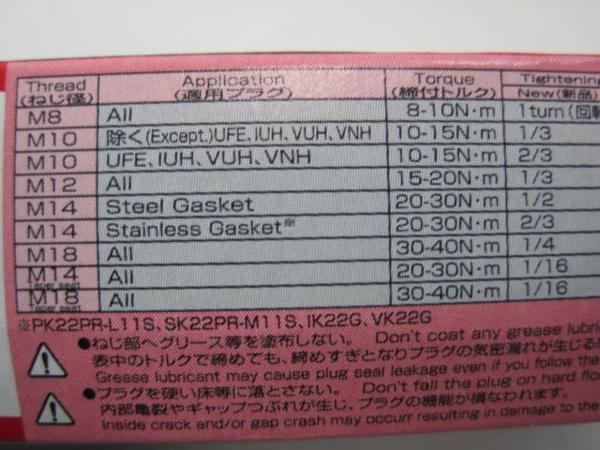 Thread Application Torque Tightening
(ねじ径) (適用プラグ) (締付トルク) New(新品)
M8 All 8-10N·m 1turn(回転
M10 除く(Except.)UFE、IUH、VUH、VNH 10-15N·m 1/3
M10 UFE、IUH、VUH、VNH 10-15N·m 2/3
M12 All 15-20N·m 1/3
M14 Steel Gasket 20-30N·m 1/2
M14 Stainless Gasket※ 20-30N·m 2/3
M18 All 30-40N·m 1/4
M14 All 20-30N·m 1/16
Taper seat
M18 All 30-40N·m 1/16
Taper seat
※PK22PR-L11S、SK22PR-M11S、IK22G、VK22G
●ねじ部へグリース等を塗布しない。 Don't coat any grease lubric
表中のトルクで締めても、締めすぎとなりプラグの気密漏れが生じる
Grease lubricant may cause plug seal leakage even if you follow the
●プラグを硬い床等に落とさない。 Don't fall the plug on hard flo
内部亀裂やギャップつぶれが生じ、プラグの機能が損なわれます。
Inside crack and/or gap crash may occurr resulting in damage to the